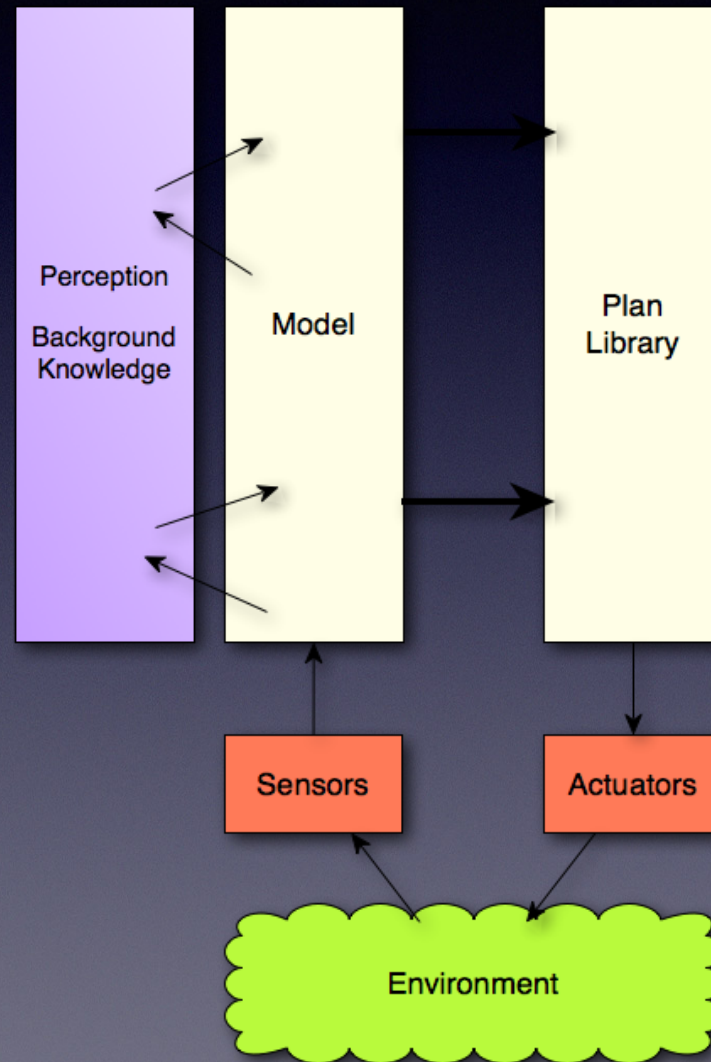 Perception
Background
Knowledge
Model
Plan
Library
Sensors
Actuators
Environment